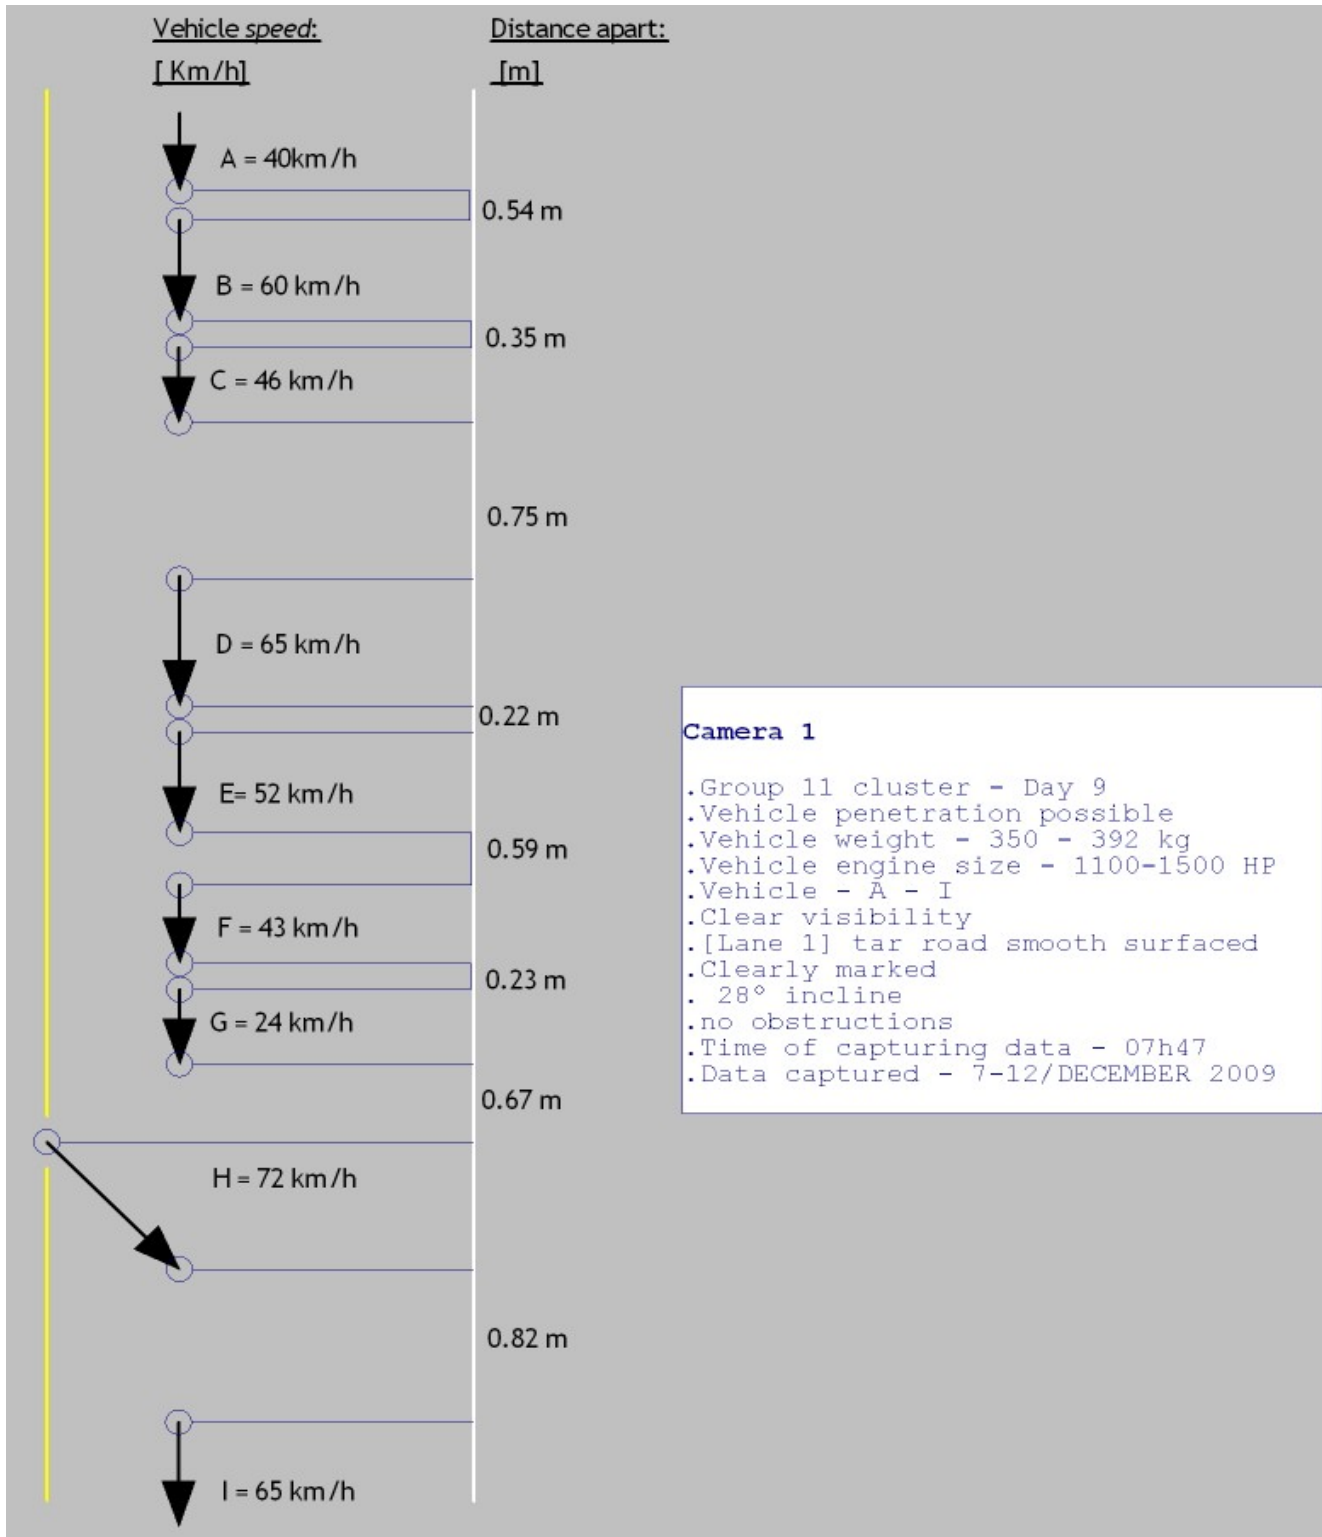 Vehicle speed:
Distance apart:
[ Km/h]
[m]
A = 40km/h
0.54 m
B = 60 km/h
0.35 m
C = 46 km/h
0.75 m
D = 65 km/h
0.22 m
E= 52 km/h
0.59 m
F = 43 km/h
0.23 m
G = 24 km/h
0.67 m
H = 72 km/h
0.82 m
I = 65 km/h
Camera 1
.Group 11 cluster - Day 9
.Vehicle penetration possible
.Vehicle weight - 350 - 392 kg
.Vehicle engine size - 1100-1500 HP
.Vehicle - A - I
.Clear visibility
.[Lane 1] tar road smooth surfaced
.Clearly marked
. 28° incline
.no obstructions
.Time of capturing data - 07h47
.Data captured - 7-12/DECEMBER 2009